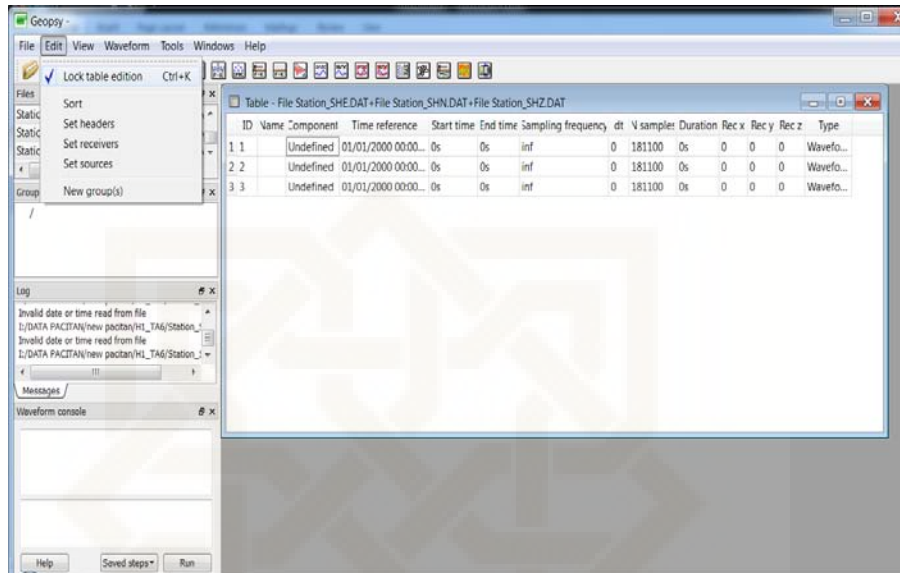 Geopsy -
File Edit View Waveform Tools Windows Help
Lock table edition Ctrl+K
Sort
Set headers
Set receivers
Set sources
New group(s)
Files
Static
Static
Static
Group
/
Log
Invalid date or time read from file
I:/DATA PACITAN/new pacitan/H1_TA6/Station_S
Invalid date or time read from file
I:/DATA PACITAN/new pacitan/H1_TA6/Station_S
Messages
Waveform console
Help Saved steps Run
Table - File Station_SHE.DAT+File Station_SHN.DAT+File Station_SHZ.DAT
ID Name Component Time reference Start time End time Sampling frequency dt N samples Duration Rec x Rec y Rec z Type
1 1 Undefined 01/01/2000 00:00... 0s 0s inf 0 181100 0s 0 0 0 Wavefo...
2 2 Undefined 01/01/2000 00:00... 0s 0s inf 0 181100 0s 0 0 0 Wavefo...
3 3 Undefined 01/01/2000 00:00... 0s 0s inf 0 181100 0s 0 0 0 Wavefo...